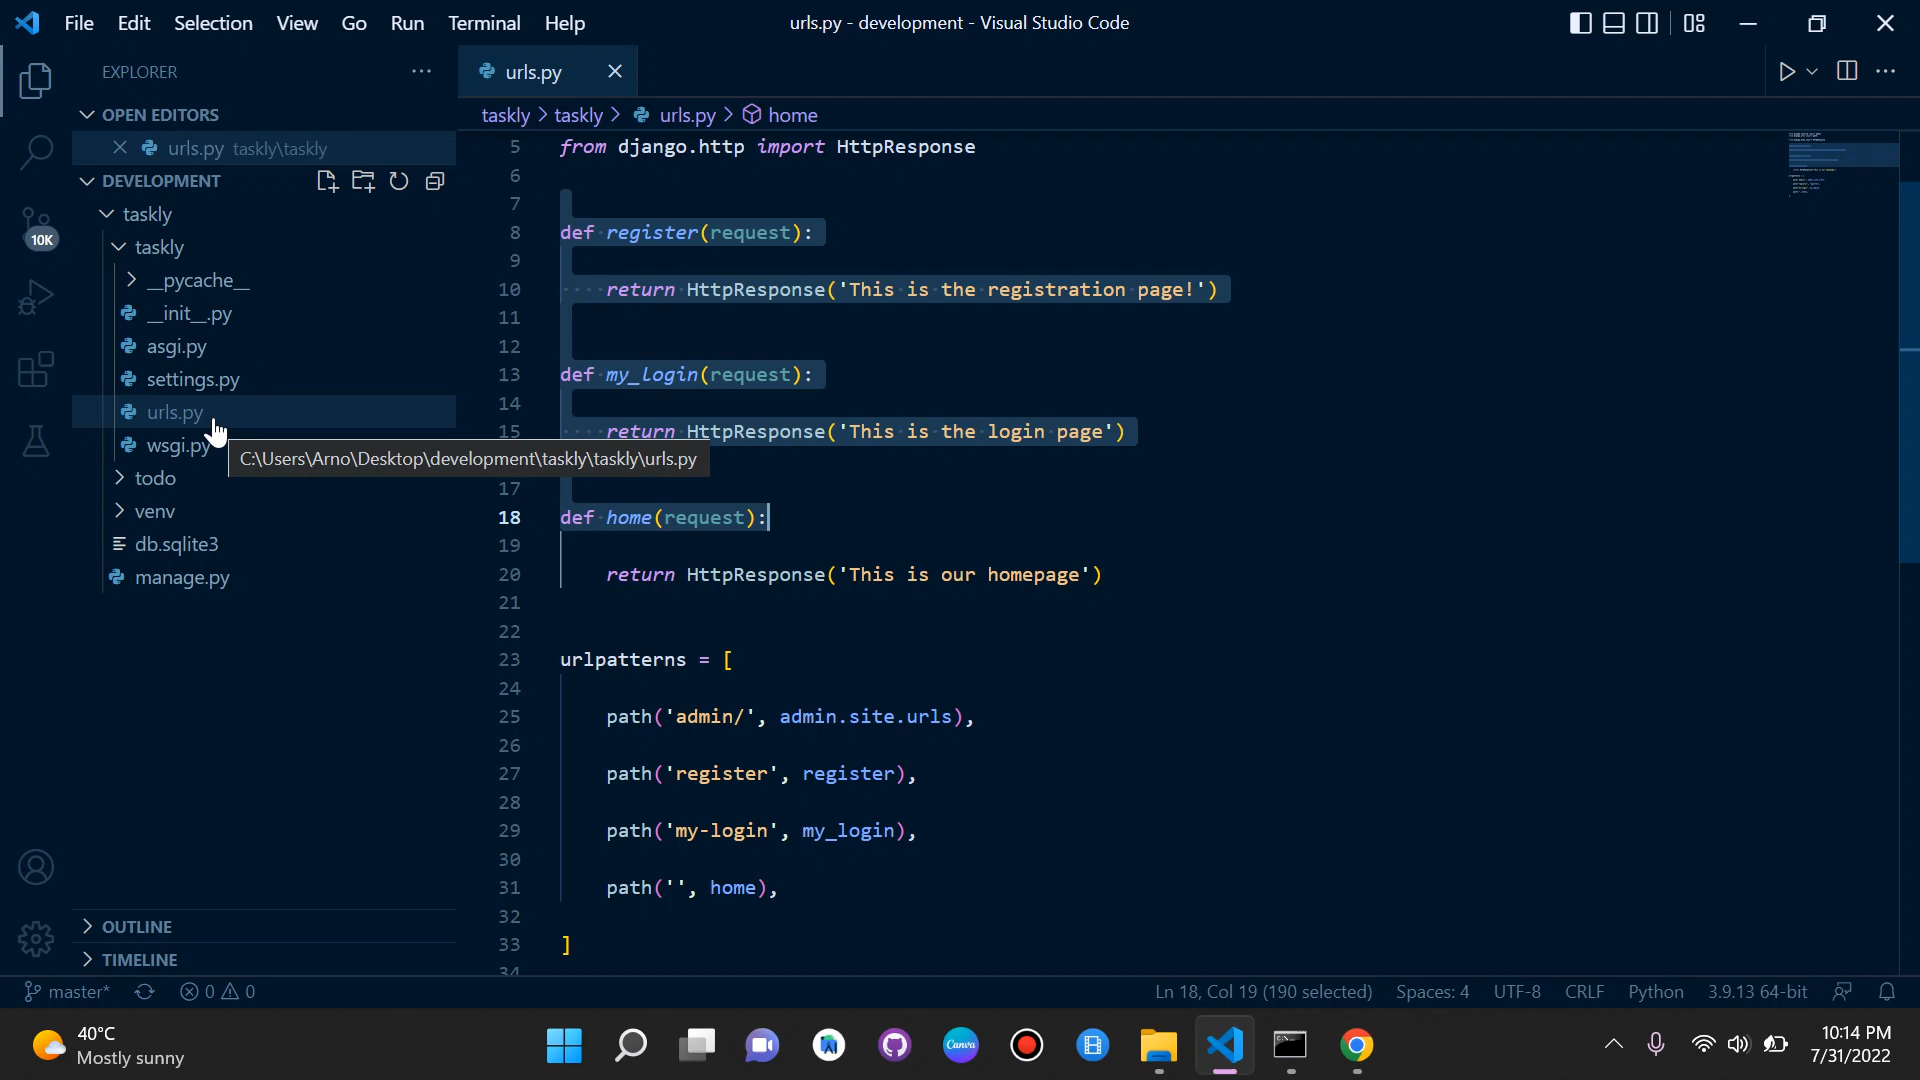 File Edit Selection View Go Run Terminal Help
urls.py - development - Visual Studio Code
EXPLORER
OPEN EDITORS
urls.py taskly\taskly
DEVELOPMENT
taskly
taskly
__pycache__
__init__.py
asgi.py
settings.py
urls.py
wsgi.py
C:\Users\Arno\Desktop\development\taskly\taskly\urls.py
todo
venv
db.sqlite3
manage.py
OUTLINE
TIMELINE
10K
urls.py
taskly > taskly > urls.py > home
5 from django.http import HttpResponse
6
7
8 def register(request):
9
10 return HttpResponse('This is the registration page!')
11
12
13 def my_login(request):
14
15 return HttpResponse('This is the login page')
17
18 def home(request):
19
20 return HttpResponse('This is our homepage')
21
22
23 urlpatterns = [
24
25 path('admin/', admin.site.urls),
26
27 path('register', register),
28
29 path('my-login', my_login),
30
31 path('', home),
32
33 ]
34
master* 0 0
Ln 18, Col 19 (190 selected) Spaces: 4 UTF-8 CRLF Python 3.9.13 64-bit
40°C
Mostly sunny
Canva
10:14 PM
7/31/2022